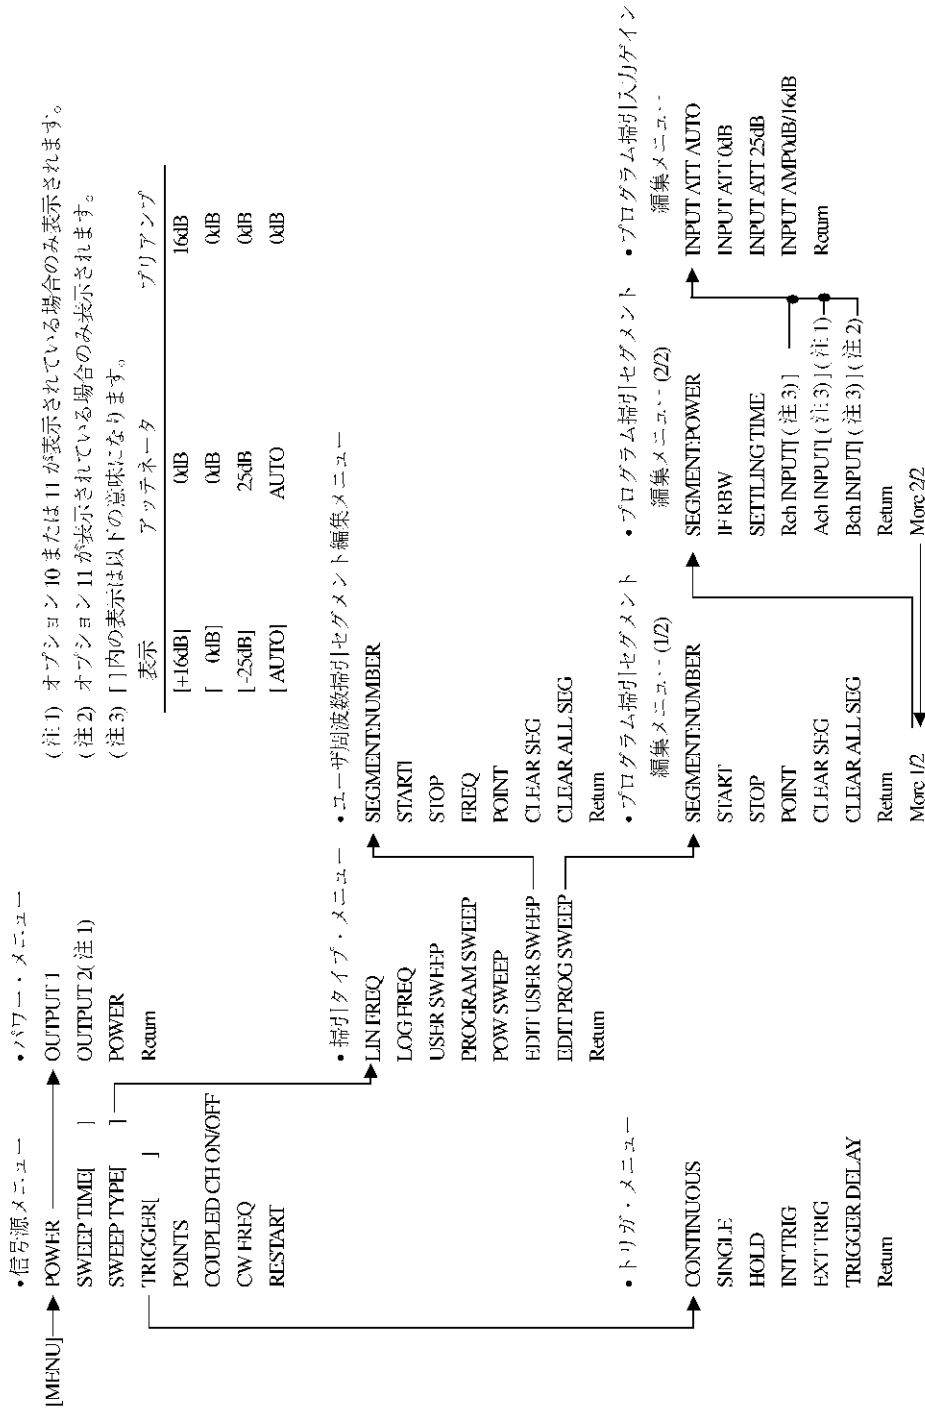 [MENU]
•信号源メニュー
POWER
SWEEP TIME[ ]
SWEEP TYPE[ ]
TRIGGER[ ]
POINTS
COUPLED CH ON/OFF
CW FREQ
RESTART
•パワー・メニュー
OUTPUT 1
OUTPUT 2(注 1)
POWER
Return
(注 1) オプション 10 または 11 が表示されている場合のみ表示されます。
(注 2) オプション 11 が表示されている場合のみ表示されます。
(注 3) [ ] 内の表示は以下の意味になります。
表示 アッテネータ プリアンプ
[+16dB] 0dB 16dB
[ 0dB] 0dB 0dB
[-25dB] 25dB 0dB
[ AUTO] AUTO 0dB
•掃引タイプ・メニュー
LIN FREQ
LOG FREQ
USER SWEEP
PROGRAM SWEEP
POW SWEEP
EDIT USER SWEEP
EDIT PROG SWEEP
Return
•ユーザ周波数掃引セグメント編集メニュー
SEGMENT:NUMBER
START
STOP
FREQ
POINT
CLEAR SEG
CLEAR ALL SEG
Return
•トリガ・メニュー
CONTINUOUS
SINGLE
HOLD
INT TRIG
EXT TRIG
TRIGGER DELAY
Return
•プログラム掃引セグメント
編集メニュー (1/2)
SEGMENT:NUMBER
START
STOP
POINT
CLEAR SEG
CLEAR ALL SEG
Return
More 1/2
•プログラム掃引セグメント
編集メニュー (2/2)
SEGMENT:POWER
IF RBW
SETTLING TIME
Rch INPUT[ (注 3) ]
Ach INPUT[ (注 3) ] (注 1)
Bch INPUT[ (注 3) ] (注 2)
Return
More 2/2
•プログラム掃引入力ゲイン
編集メニュー
INPUT ATT AUTO
INPUT ATT 0dB
INPUT ATT 25dB
INPUT AMP0dB/16dB
Return